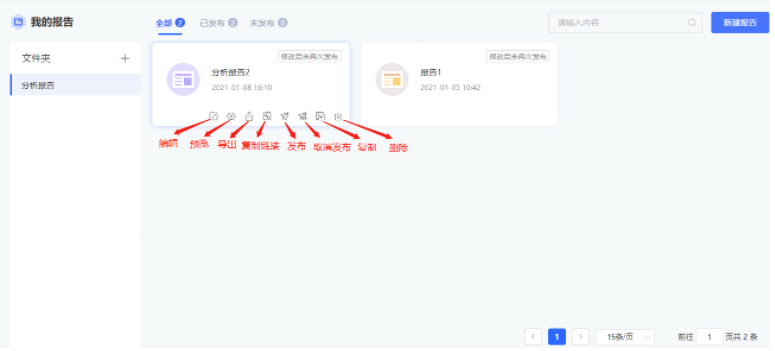 我的报告
全部 2 已发布 2 未发布 0
请输入内容
新建报告
文件夹
分析报告
修改后未再次发布
分析报告2
2021-01-08 16:10
修改后未再次发布
报告1
2021-01-05 10:42
编辑 预览 导出 复制链接 发布 取消发布 复制 删除
1 15条/页 前往 1 页共 2 条